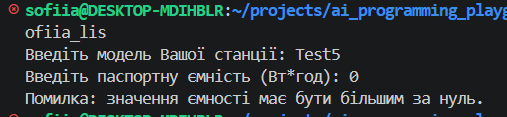 sofiia@DESKTOP-MDIHBLR:~/projects/ai_programming_playg
ofiia_lis
Введіть модель Вашої станції: Test5
Введіть паспортну ємність (Вт*год): 0
Помилка: значення ємності має бути більшим за нуль.